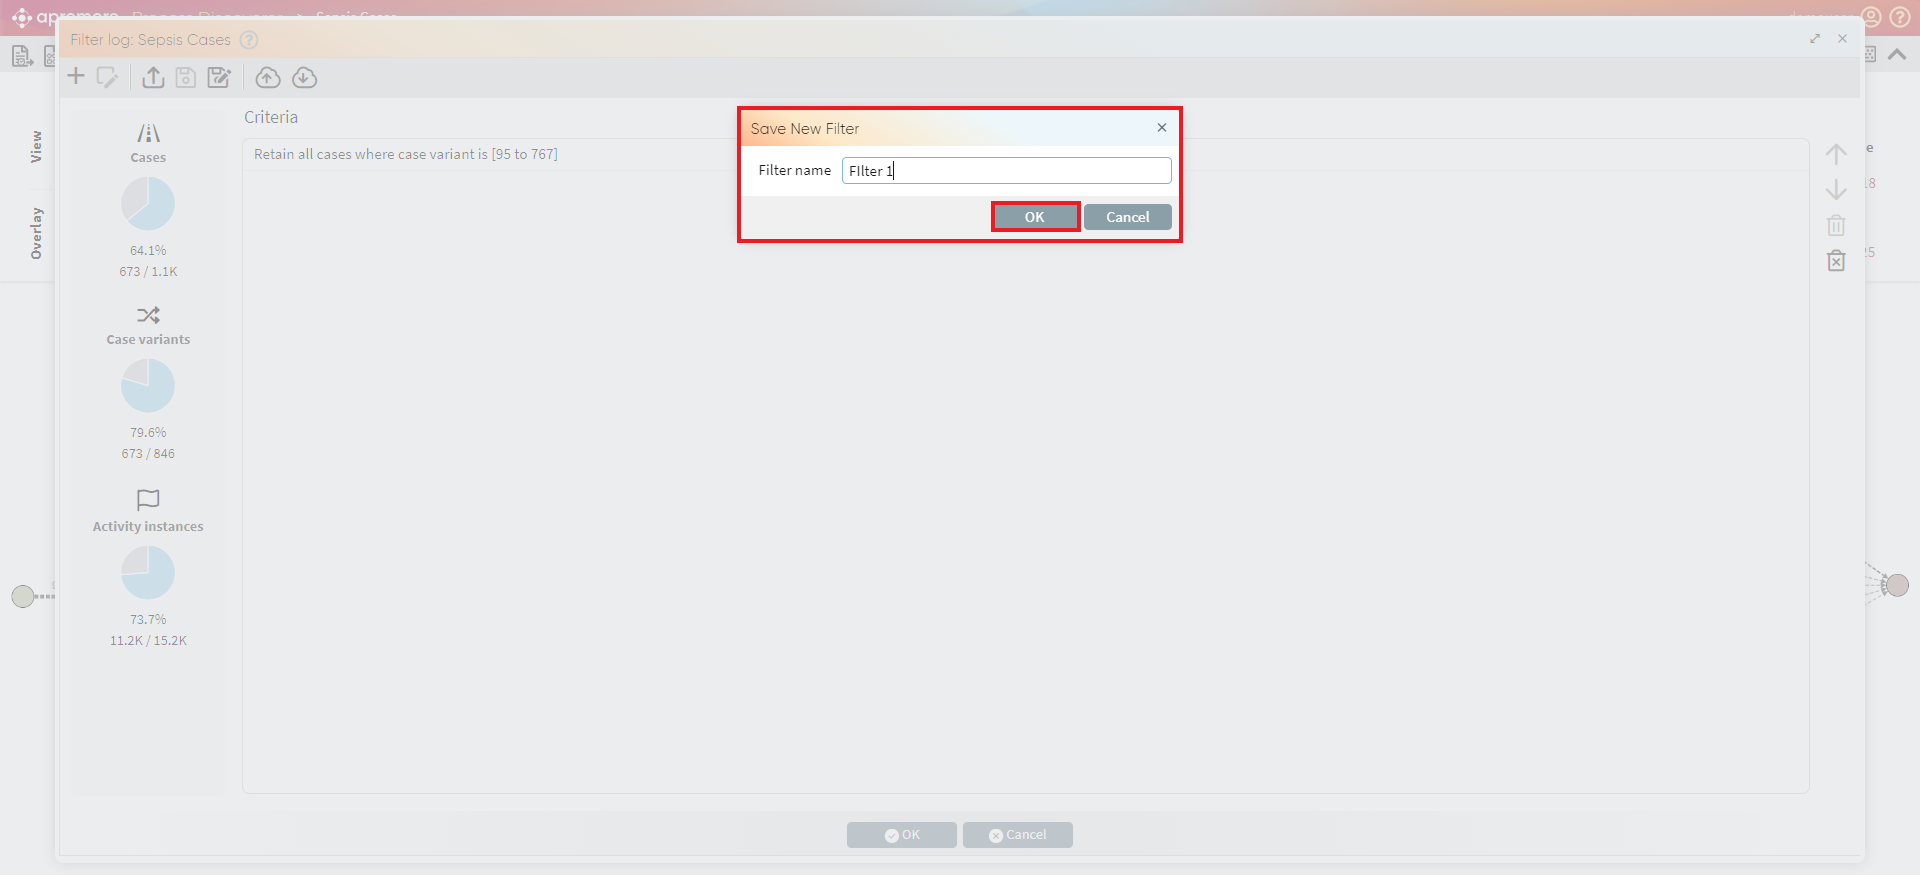 Filter log: Sepsis Cases
View
Overlay
Cases
64.1%
673 / 1.1K
Case variants
79.6%
673 / 846
Activity instances
73.7%
11.2K / 15.2K
Criteria
Retain all cases where case variant is [95 to 767]
Save New Filter
Filter name
FIlter 1
OK
Cancel
OK
Cancel